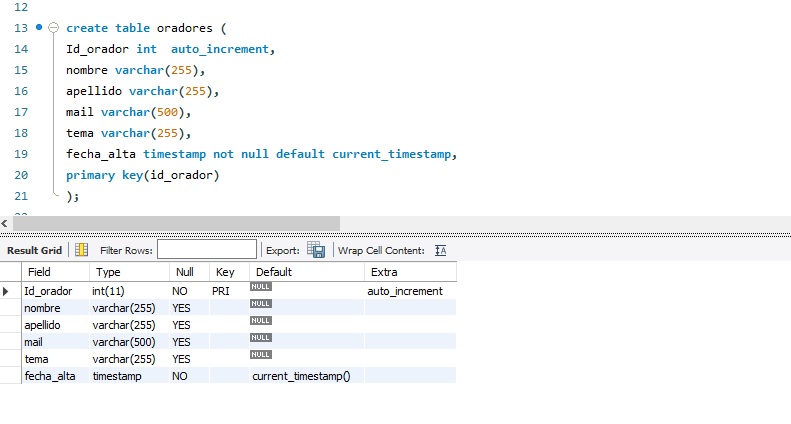 12
13 create table oradores (
14 Id_orador int  auto_increment,
15 nombre varchar(255),
16 apellido varchar(255),
17 mail varchar(500),
18 tema varchar(255),
19 fecha_alta timestamp not null default current_timestamp,
20 primary key(id_orador)
21 );
Result Grid Filter Rows: Export: Wrap Cell Content: IA
Field Type Null Key Default Extra
Id_orador int(11) NO PRI NULL auto_increment
nombre varchar(255) YES NULL
apellido varchar(255) YES NULL
mail varchar(500) YES NULL
tema varchar(255) YES NULL
fecha_alta timestamp NO current_timestamp()